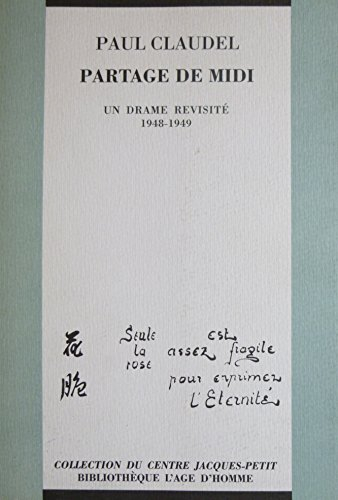 PAUL CLAUDEL
PARTAGE DE MIDI
UN DRAME REVISITÉ
1948-1949
花
脆
Seule est
la assez fragile
rose pour exprimer
l'Eternité
COLLECTION DU CENTRE JACQUES-PETIT
BIBLIOTHÈQUE L'AGE D'HOMME